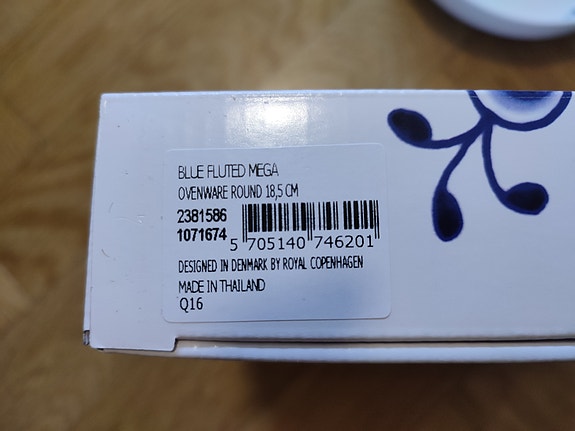 BLUE FLUTED MEGA
OVENWARE ROUND 18,5 CM
2381586
1071674
5 705140 746201
DESIGNED IN DENMARK BY ROYAL COPENHAGEN
MADE IN THAILAND
Q16